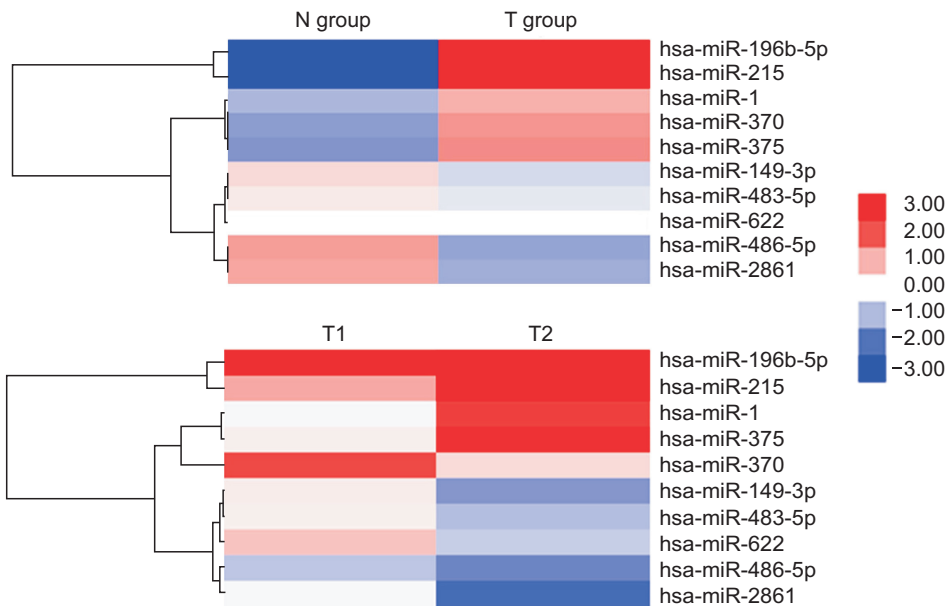 N group T group
hsa-miR-196b-5p
hsa-miR-215
hsa-miR-1
hsa-miR-370
hsa-miR-375
hsa-miR-149-3p
hsa-miR-483-5p
hsa-miR-622
hsa-miR-486-5p
hsa-miR-2861
3.00
2.00
1.00
0.00
−1.00
−2.00
−3.00
T1 T2
hsa-miR-196b-5p
hsa-miR-215
hsa-miR-1
hsa-miR-375
hsa-miR-370
hsa-miR-149-3p
hsa-miR-483-5p
hsa-miR-622
hsa-miR-486-5p
hsa-miR-2861